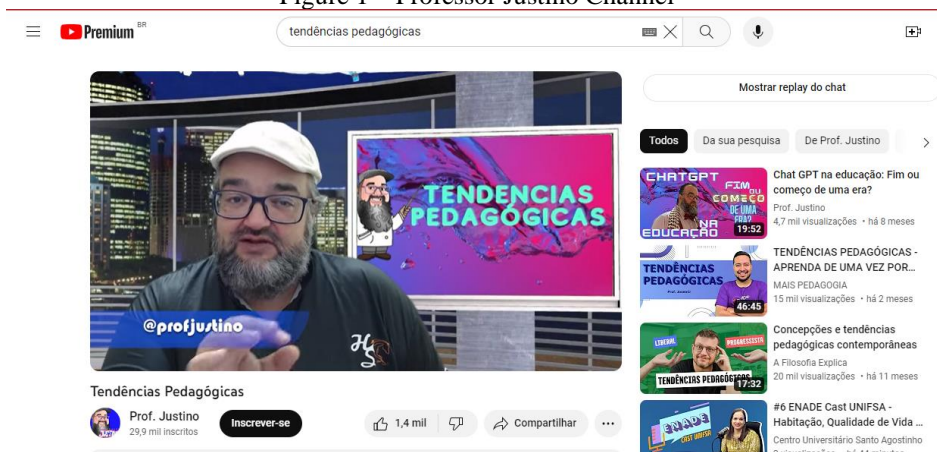 Figure 1 – Professor Justino Channel
Premium BR
tendências pedagógicas
TENDÊNCIAS
PEDAGÓGICAS
@profjustino
HS
Tendências Pedagógicas
Prof. Justino
29,9 mil inscritos
Inscrever-se
1,4 mil
Compartilhar
Mostrar replay do chat
Todos
Da sua pesquisa
De Prof. Justino
CHATGPT
FIM
OU
COMEÇO
DE UMA
ERA?
NA
EDUCAÇÃO
19:52
Chat GPT na educação: Fim ou
começo de uma era?
Prof. Justino
4,7 mil visualizações • há 8 meses
TENDÊNCIAS
PEDAGÓGICAS
46:45
TENDÊNCIAS PEDAGÓGICAS -
APRENDA DE UMA VEZ POR...
MAIS PEDAGOGIA
15 mil visualizações • há 2 meses
LIBERAL
PROGRESSISTA
TENDÊNCIAS PEDAGÓGICAS
17:32
Concepções e tendências
pedagógicas contemporâneas
A Filosofia Explica
20 mil visualizações • há 11 meses
ENADE
CAST UNIFSA
#6 ENADE Cast UNIFSA -
Habitação, Qualidade de Vida ...
Centro Universitário Santo Agostinho